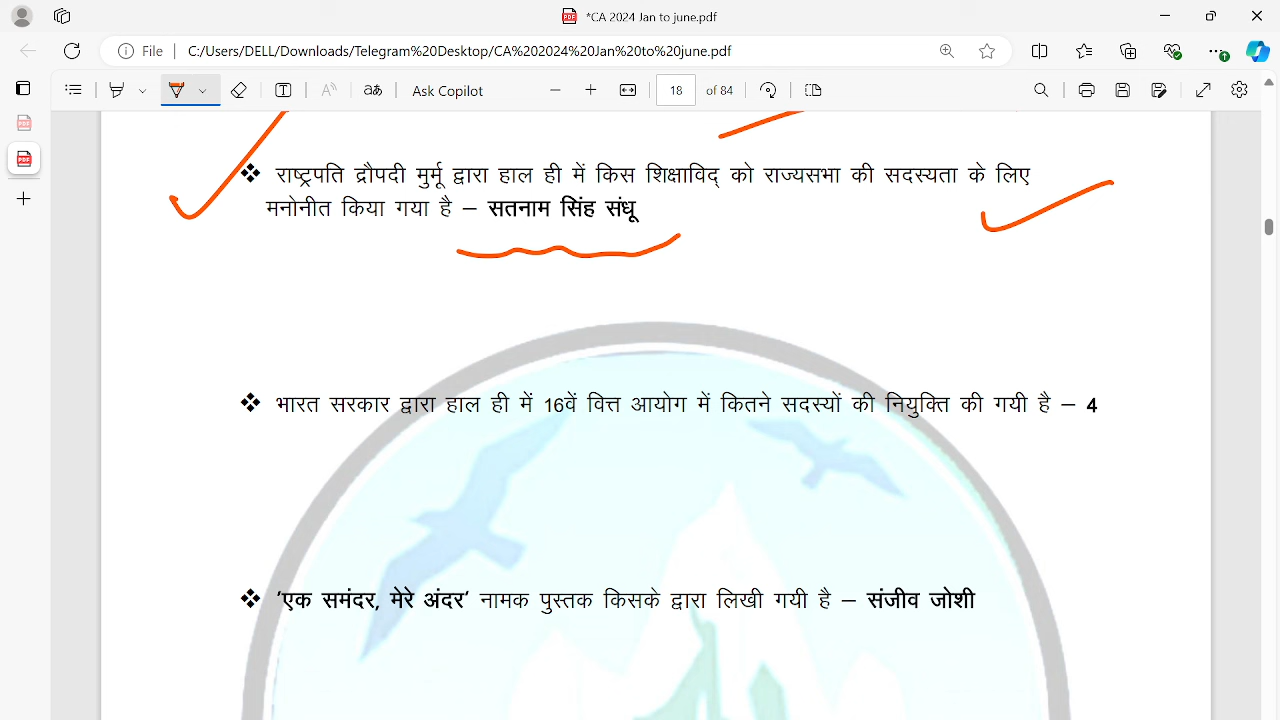 *CA 2024 Jan to june.pdf
File C:/Users/DELL/Downloads/Telegram%20Desktop/CA%202024%20Jan%20to%20june.pdf
Ask Copilot 18 of 84
❖ राष्ट्रपति द्रौपदी मुर्मू द्वारा हाल ही में किस शिक्षाविद् को राज्यसभा की सदस्यता के लिए
मनोनीत किया गया है – सतनाम सिंह संधू
❖ भारत सरकार द्वारा हाल ही में 16वें वित्त आयोग में कितने सदस्यों की नियुक्ति की गयी है – 4
❖ 'एक समंदर, मेरे अंदर' नामक पुस्तक किसके द्वारा लिखी गयी है – संजीव जोशी